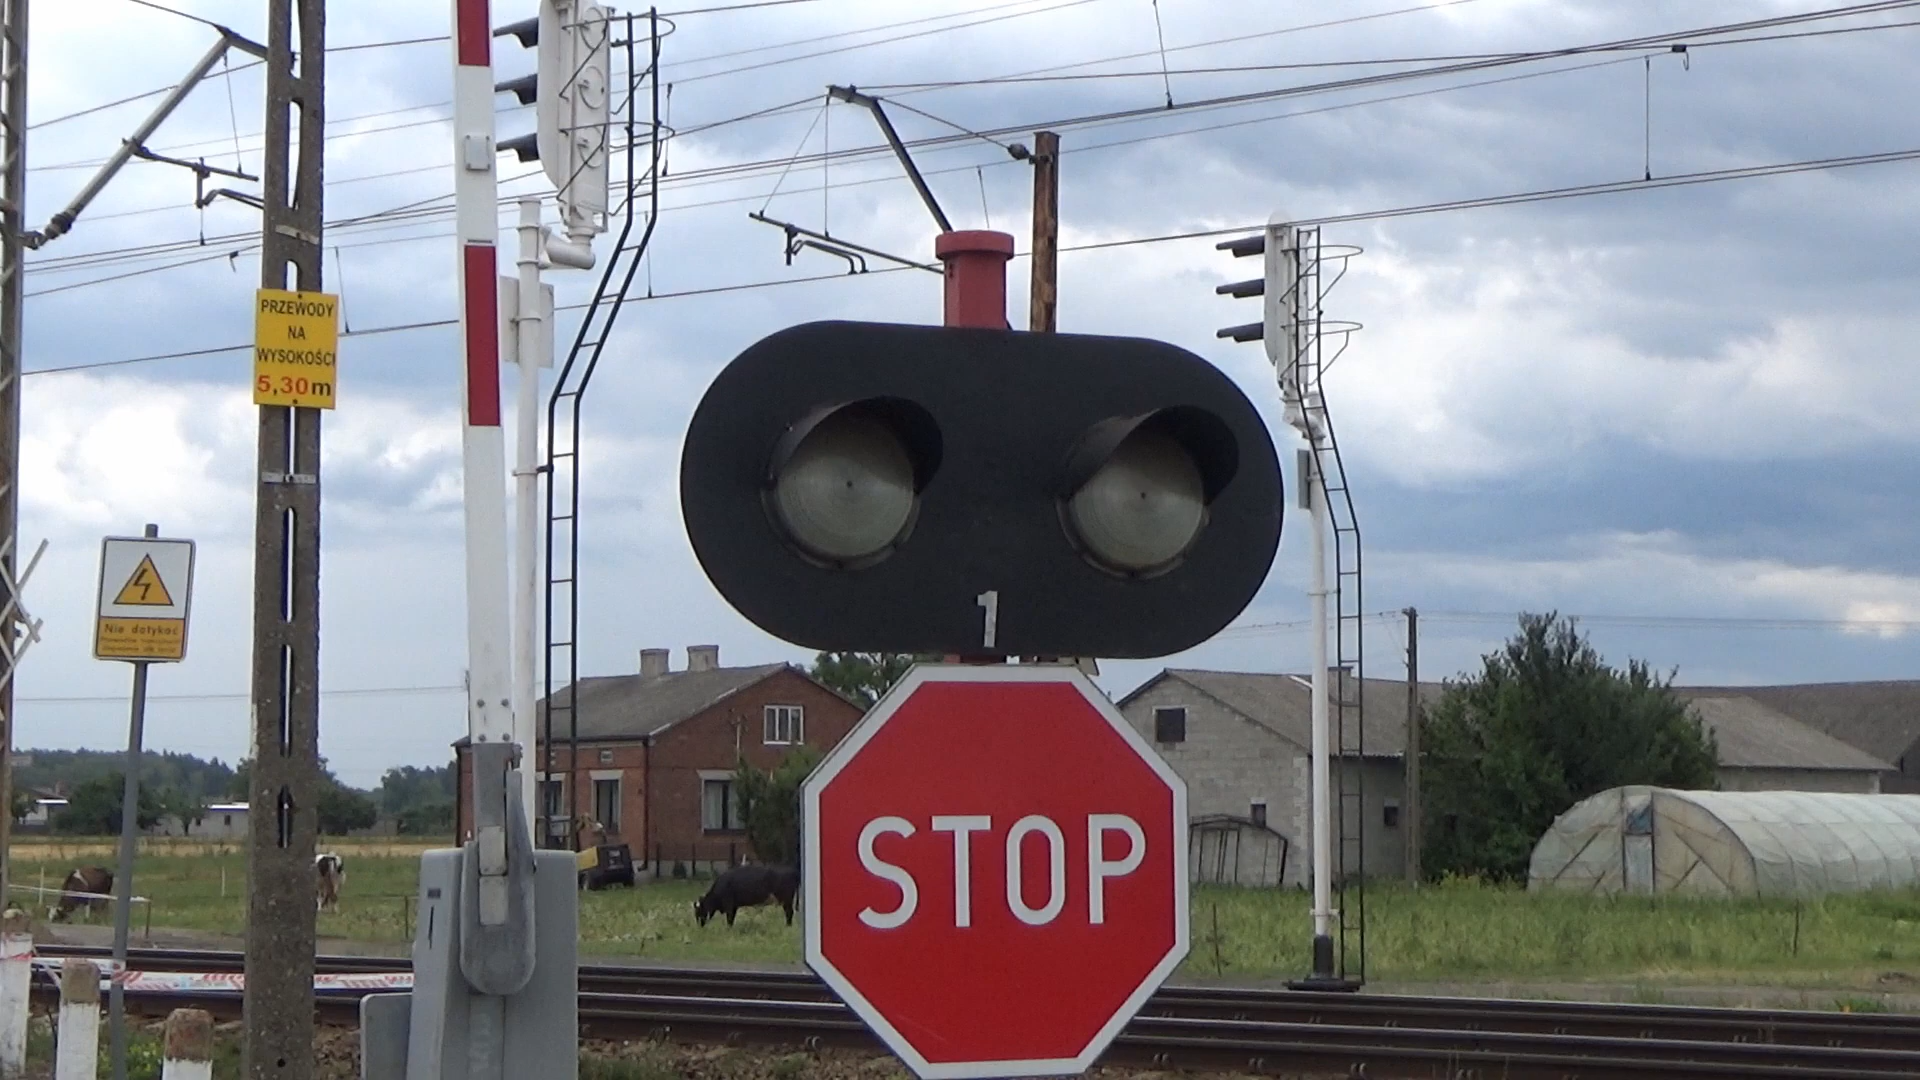 PRZEWODY
NA
WYSOKOŚCI
5,30m
Nie dotykać
1
STOP